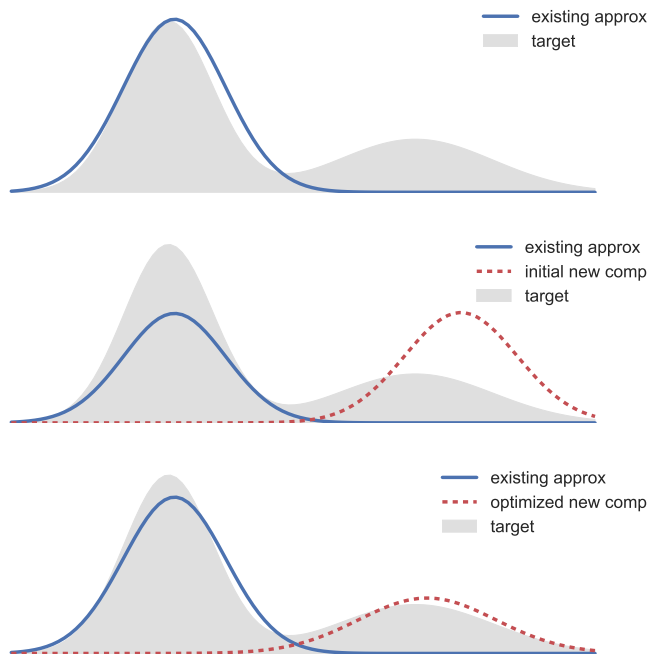 existing approx
target
existing approx
initial new comp
target
existing approx
optimized new comp
target